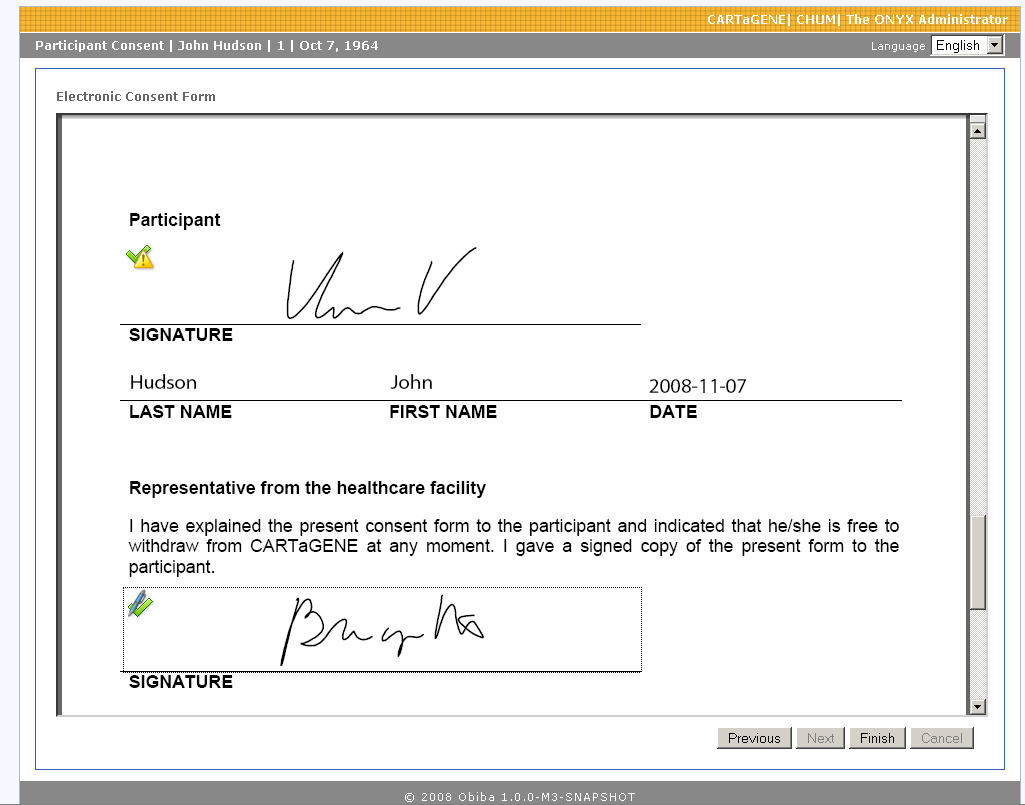 CARTaGENE| CHUM| The ONYX Administrator
Participant Consent | John Hudson | 1 | Oct 7, 1964
Language English
Electronic Consent Form
Participant
SIGNATURE
Hudson John 2008-11-07
LAST NAME FIRST NAME DATE
Representative from the healthcare facility
I have explained the present consent form to the participant and indicated that he/she is free to
withdraw from CARTaGENE at any moment. I gave a signed copy of the present form to the
participant.
SIGNATURE
Previous Next Finish Cancel
© 2008 Obiba 1.0.0-M3-SNAPSHOT